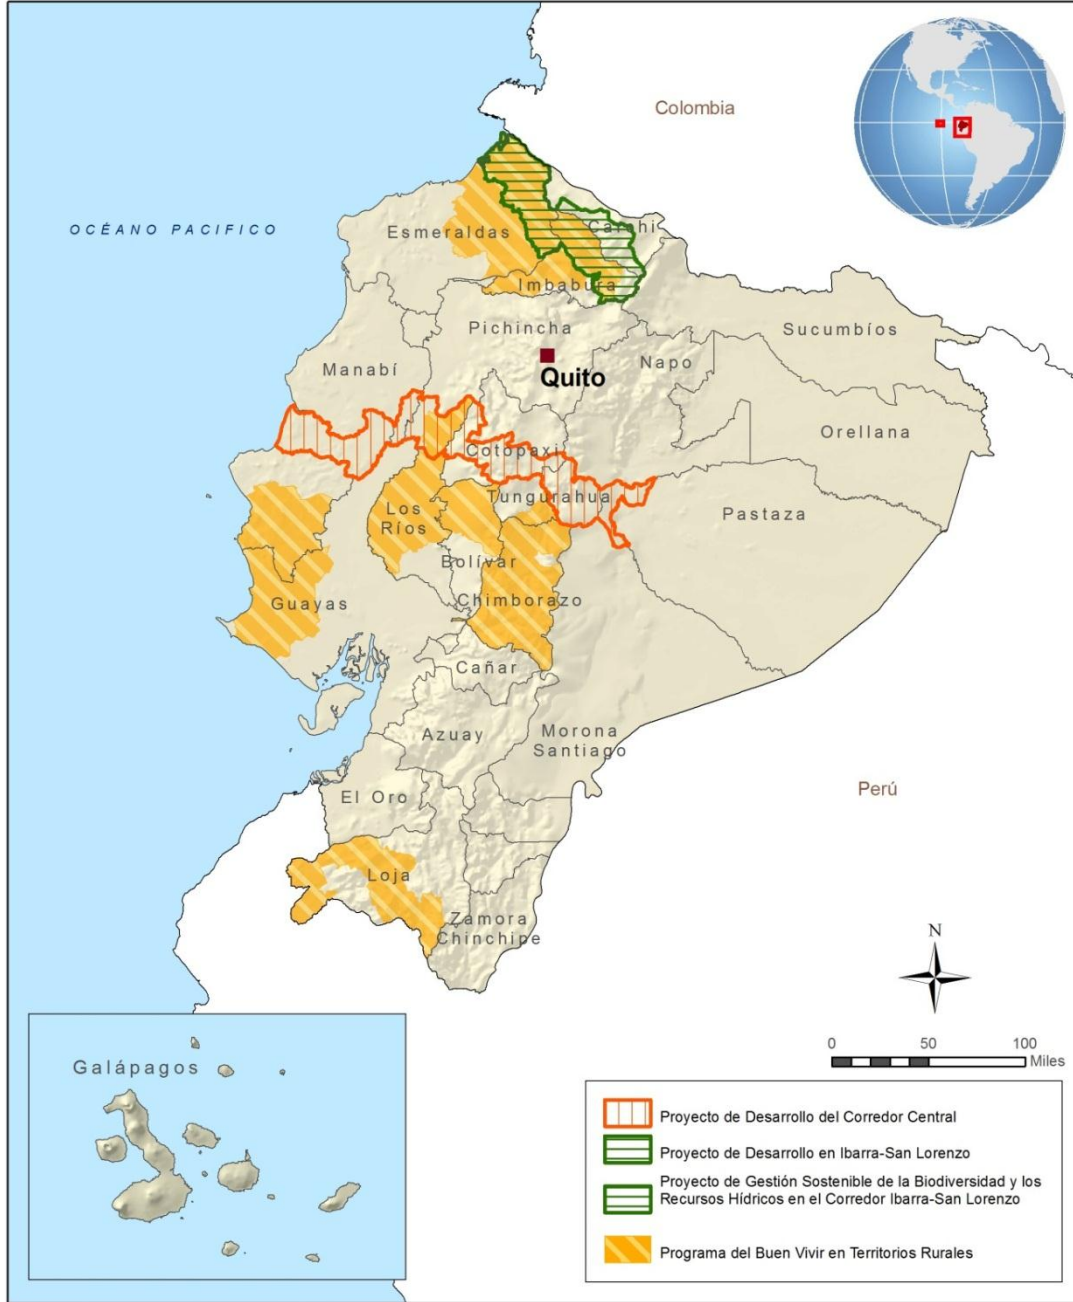 Colombia
OCÉANO PACIFICO
Esmeraldas
Carahi
Imbabura
Pichincha
Sucumbíos
Napo
Manabí
Quito
Orellana
Cotopaxi
Tungurahua
Los
Ríos
Pastaza
Bolívar
Guayas
Chimborazo
Cañar
Azuay
Morona
Santiago
El Oro
Perú
Loja
Zamora
Chinchipe
N
Galápagos
0 50 100
Miles
Proyecto de Desarrollo del Corredor Central
Proyecto de Desarrollo en Ibarra-San Lorenzo
Proyecto de Gestión Sostenible de la Biodiversidad y los
Recursos Hídricos en el Corredor Ibarra-San Lorenzo
Programa del Buen Vivir en Territorios Rurales